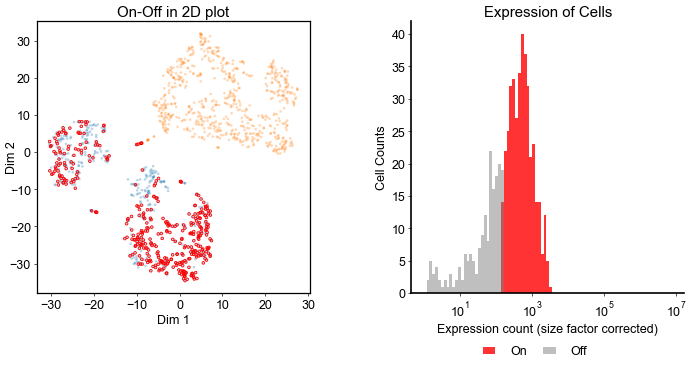 On-Off in 2D plot
30
20
10
0
−10
−20
−30
Dim 2
−30 −20 −10 0 10 20 30
Dim 1
Expression of Cells
40
35
30
25
20
15
10
5
0
Cell Counts
10^1 10^3 10^5 10^7
Expression count (size factor corrected)
On Off